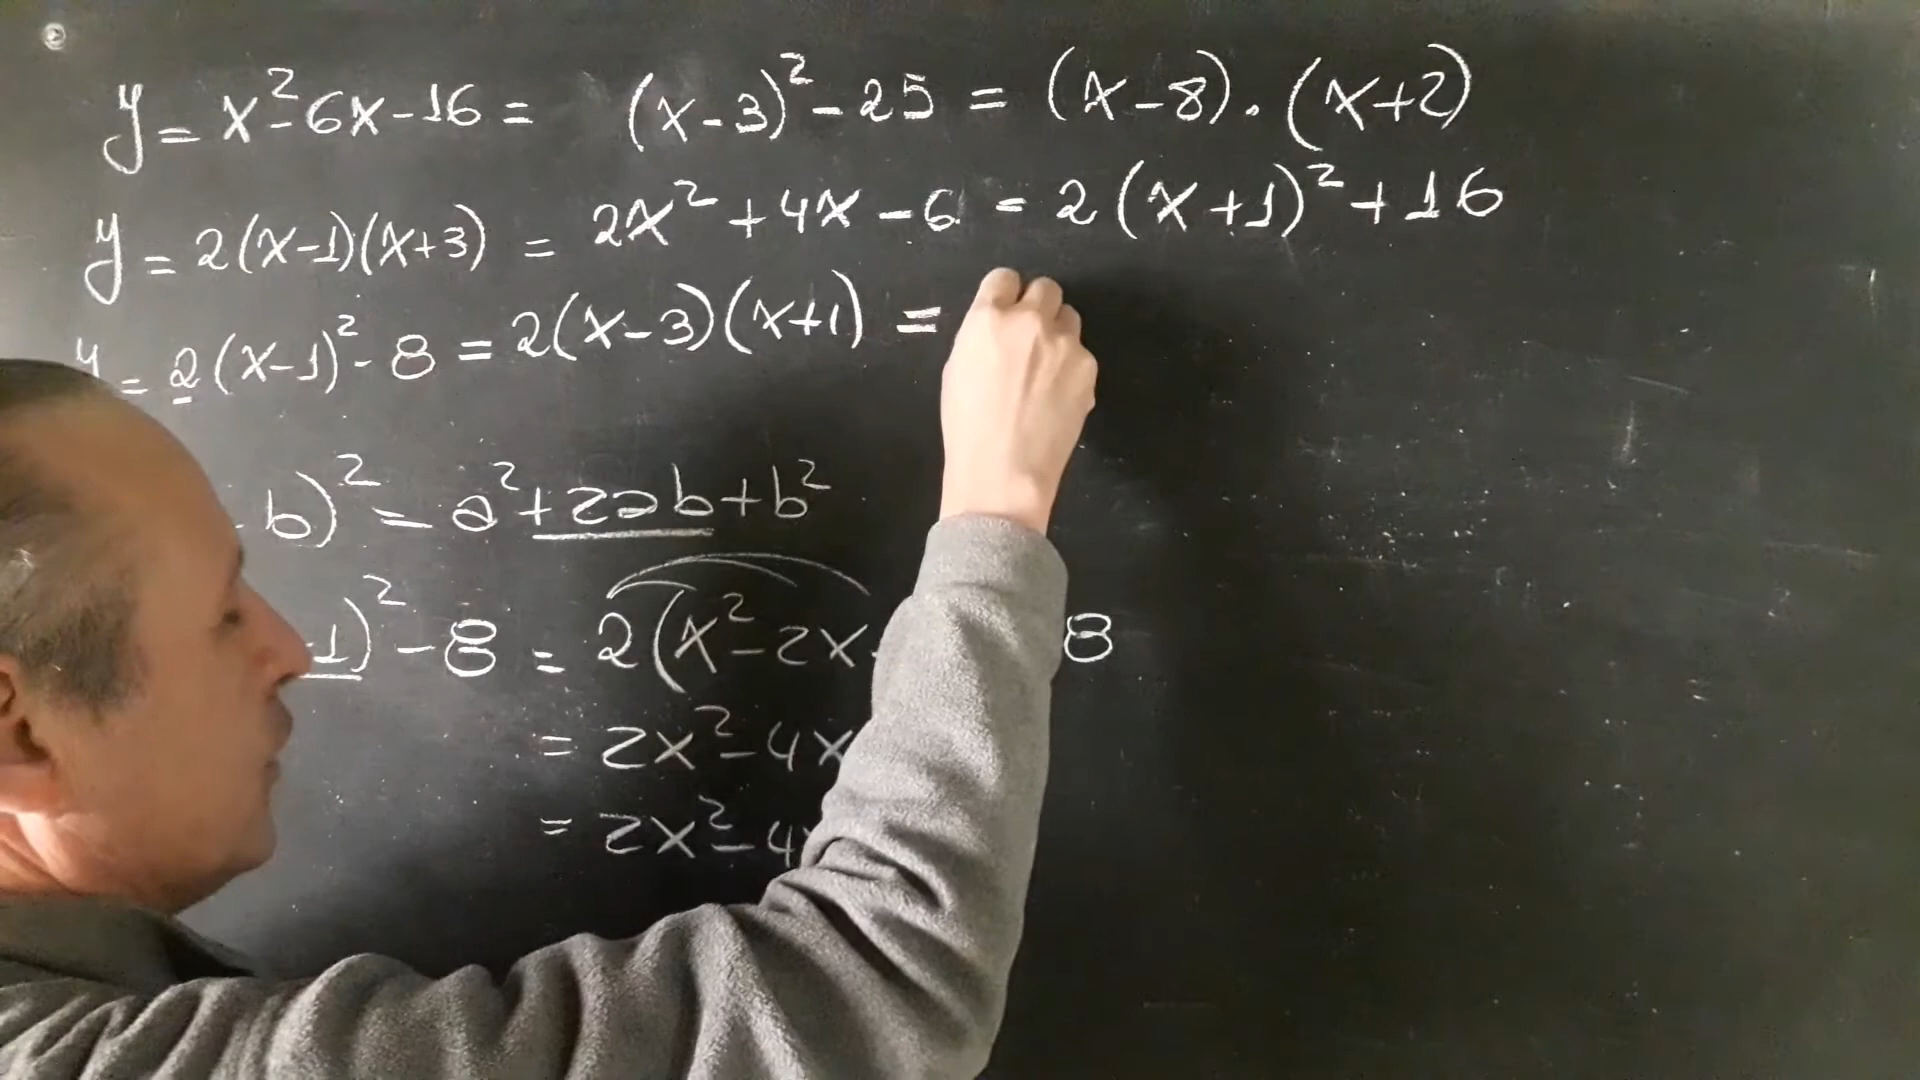 y = x² - 6x - 16 = (x-3)² - 25 = (x-8) . (x+2)
y = 2(x-1)(x+3) = 2x² + 4x - 6 = 2(x+1)² + 16
y = 2(x-1)² - 8 = 2(x-3)(x+1) =
b)² = a² + 2ab + b²
-1)² - 8 = 2(x² - 2x 8
= 2x² - 4x
= 2x² - 4x